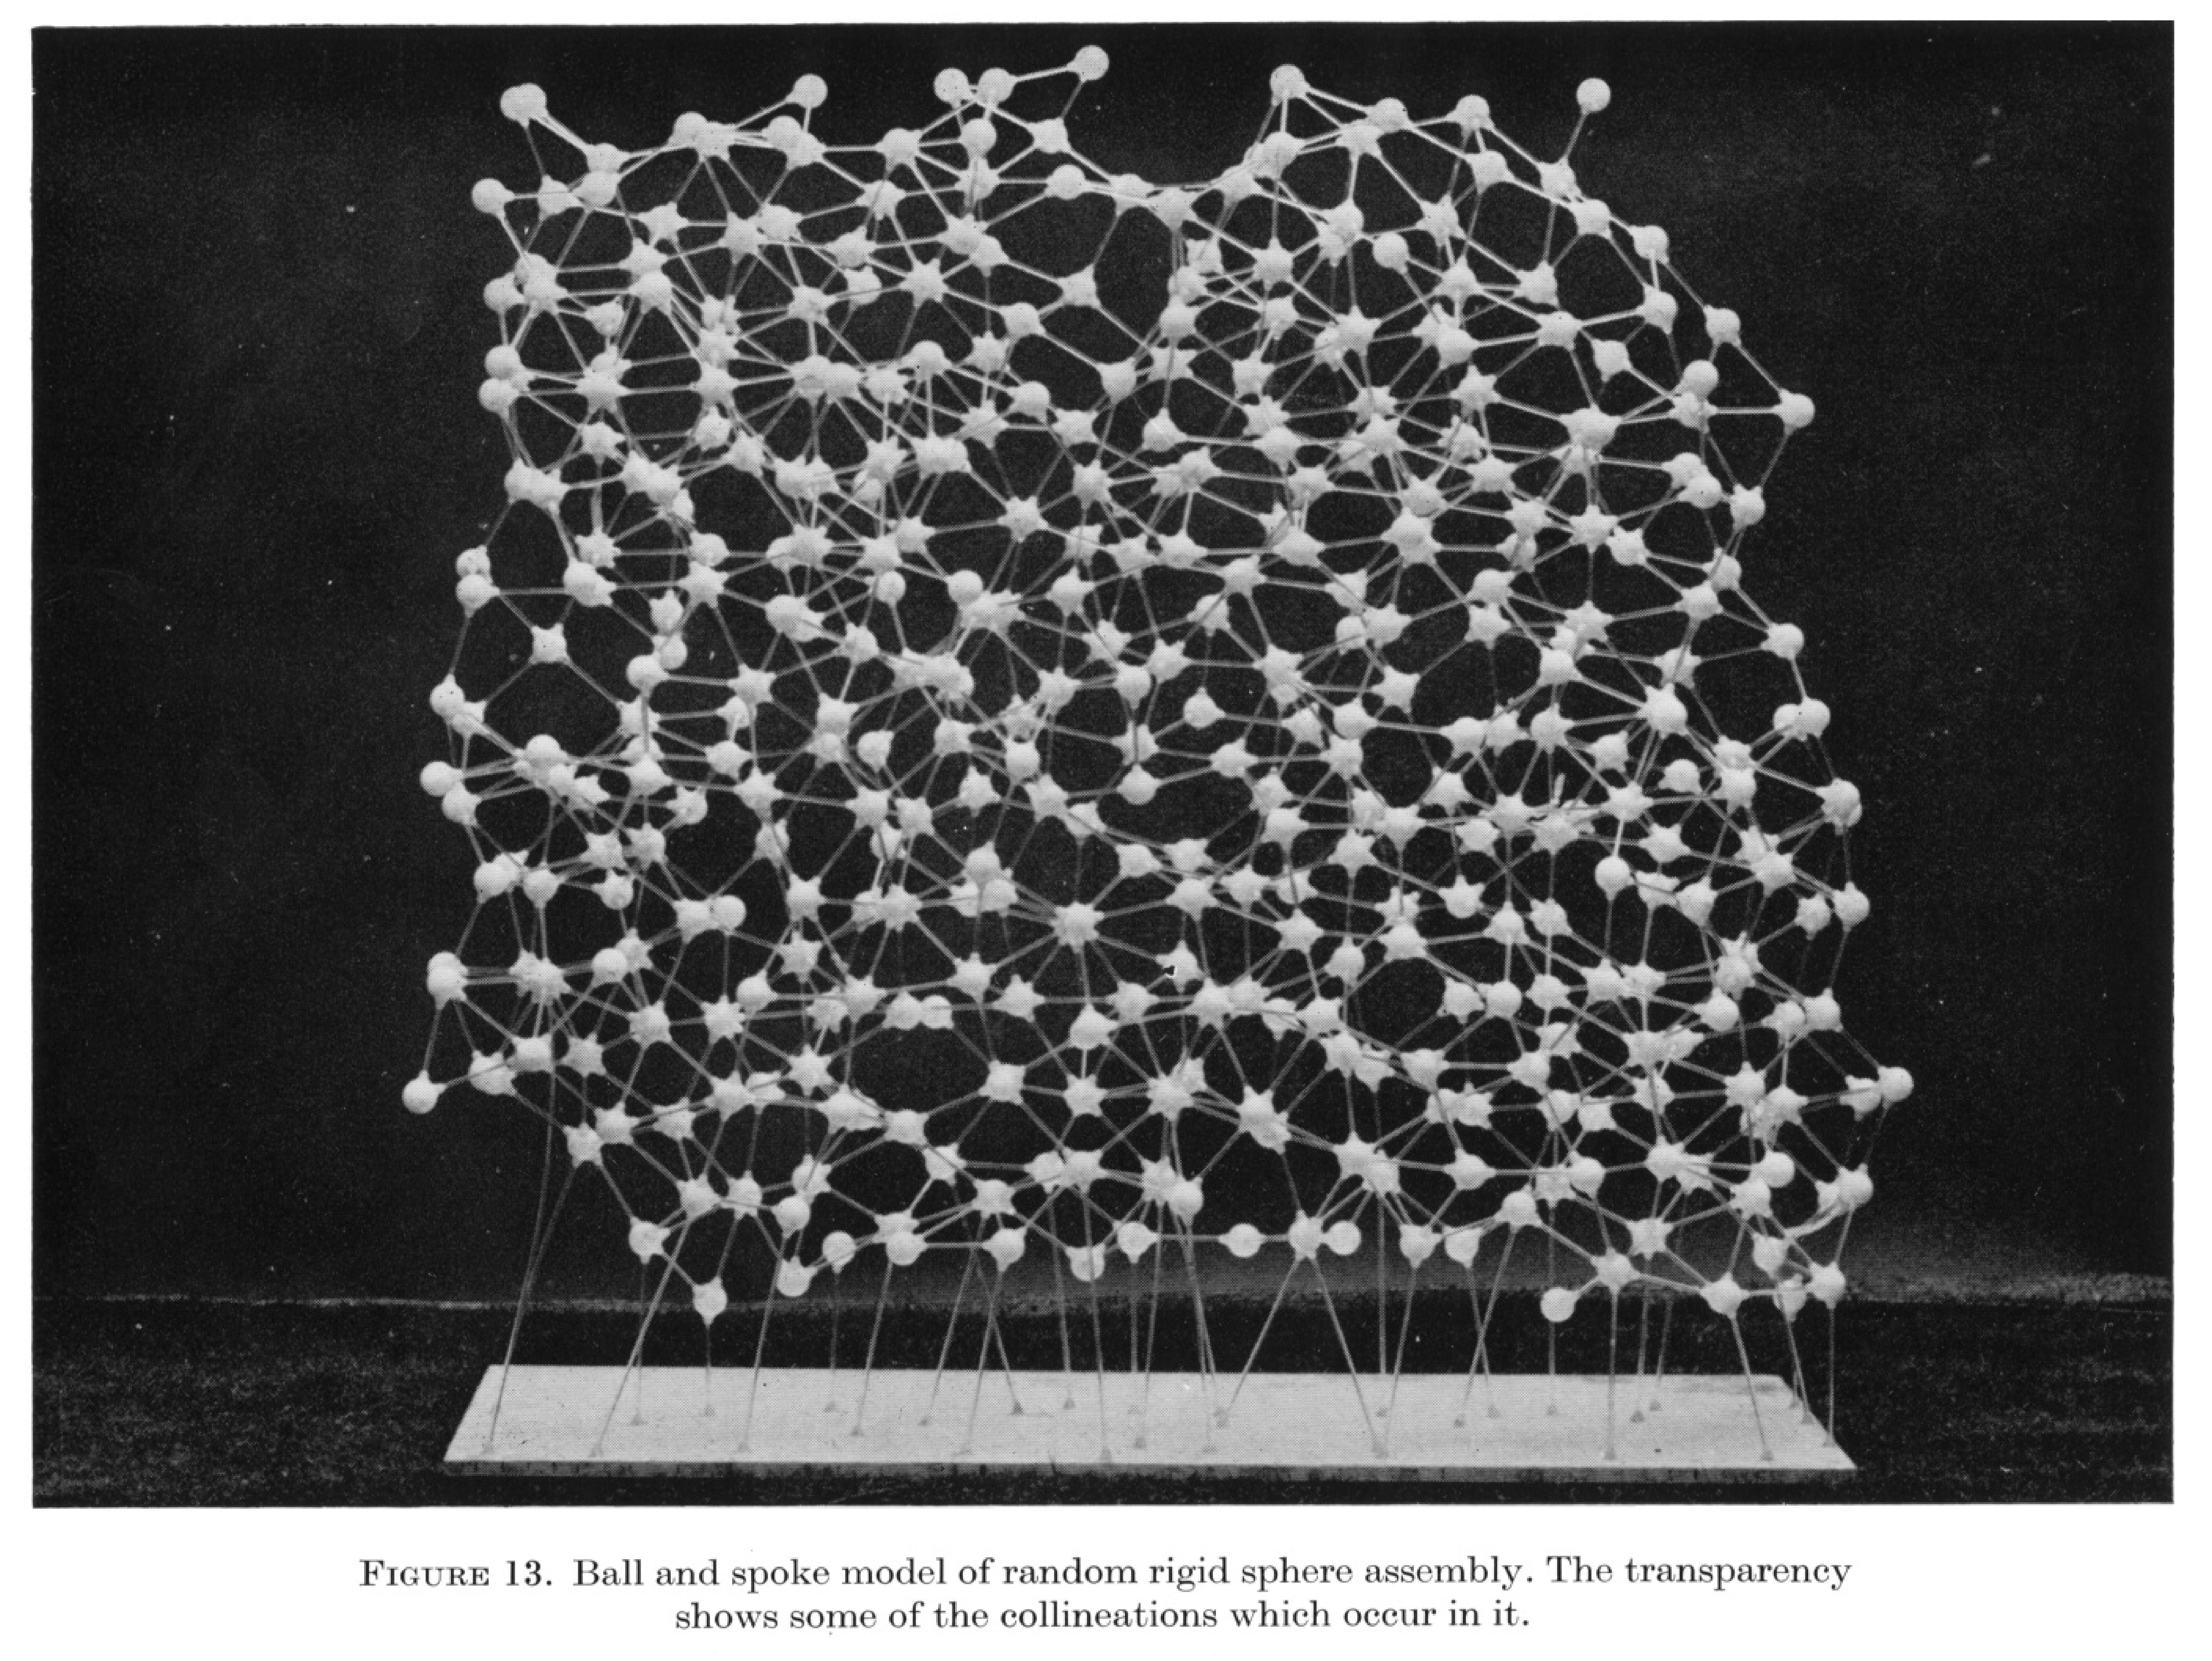 FIGURE 13. Ball and spoke model of random rigid sphere assembly. The transparency
shows some of the collineations which occur in it.